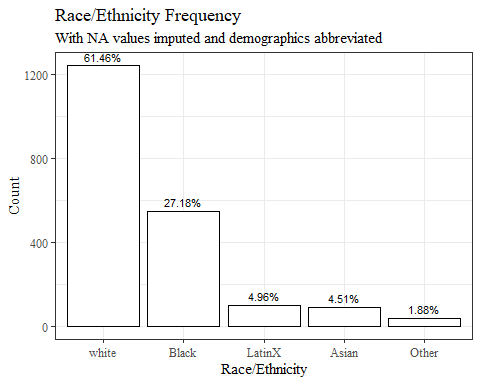 Race/Ethnicity Frequency
With NA values imputed and demographics abbreviated
61.46%
1200
27.18%
800
400
4.96%
4.51%
1.88%
0
Count
white Black LatinX Asian Other
Race/Ethnicity